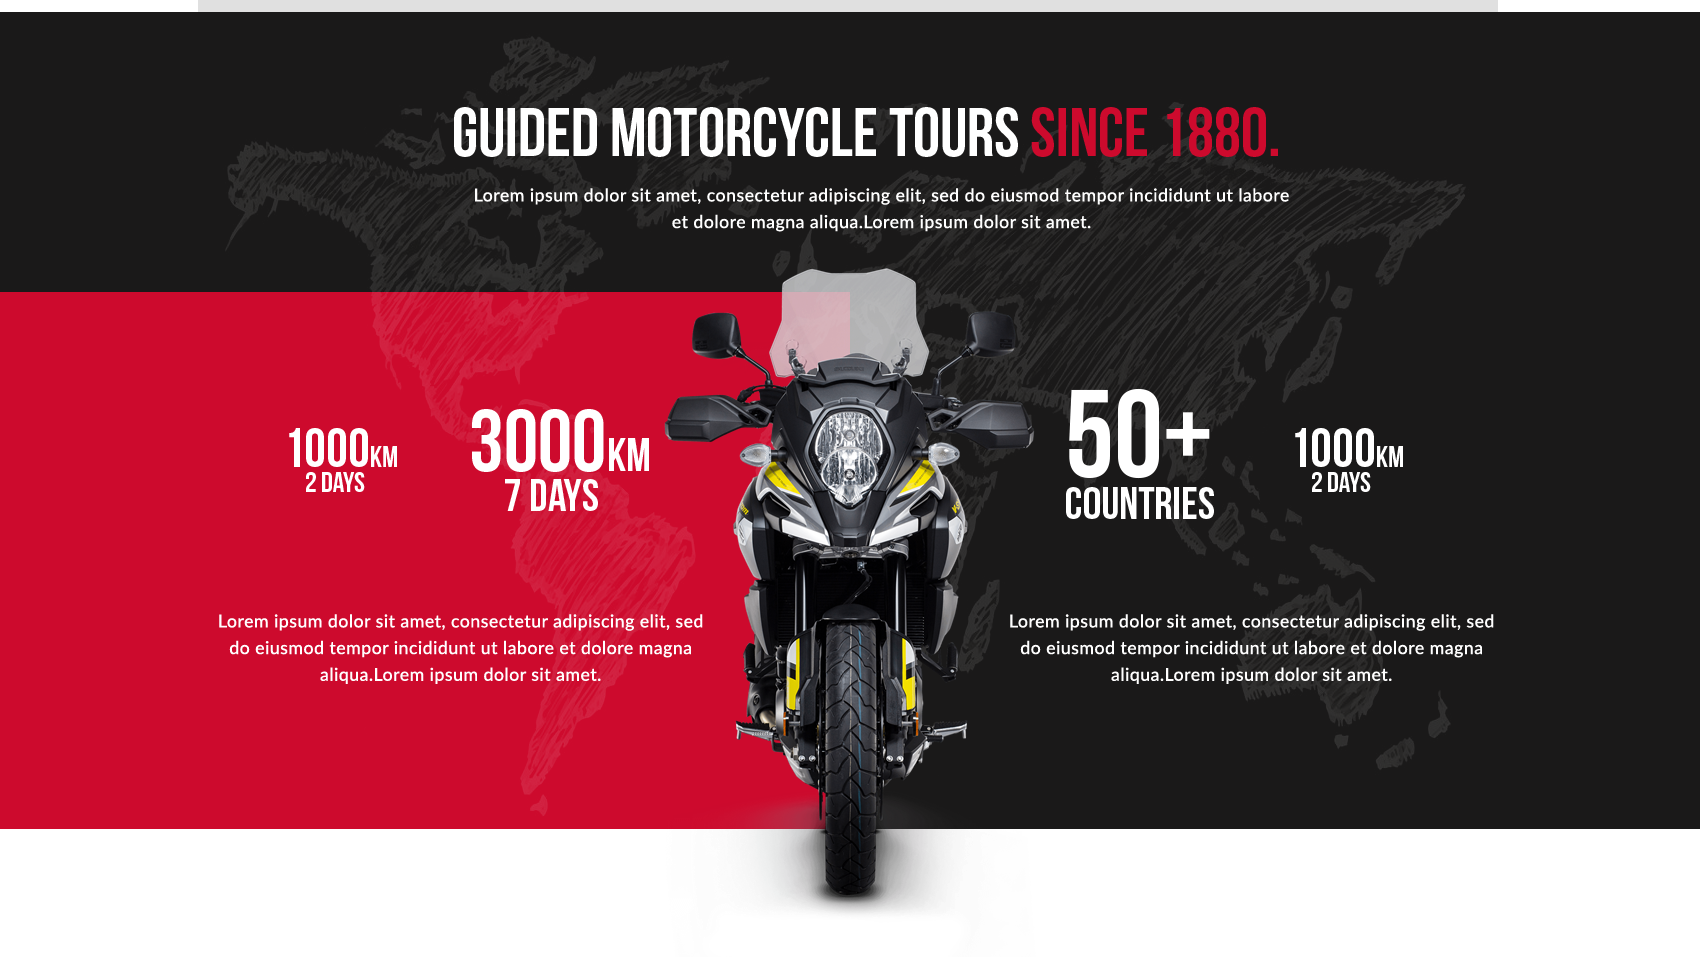 GUIDED MOTORCYCLE TOURS SINCE 1880.
Lorem ipsum dolor sit amet, consectetur adipiscing elit, sed do eiusmod tempor incididunt ut labore
et dolore magna aliqua.Lorem ipsum dolor sit amet.
1000KM
2 DAYS
3000KM
7 DAYS
50+
COUNTRIES
1000KM
2 DAYS
Lorem ipsum dolor sit amet, consectetur adipiscing elit, sed
do eiusmod tempor incididunt ut labore et dolore magna
aliqua.Lorem ipsum dolor sit amet.
Lorem ipsum dolor sit amet, consectetur adipiscing elit, sed
do eiusmod tempor incididunt ut labore et dolore magna
aliqua.Lorem ipsum dolor sit amet.